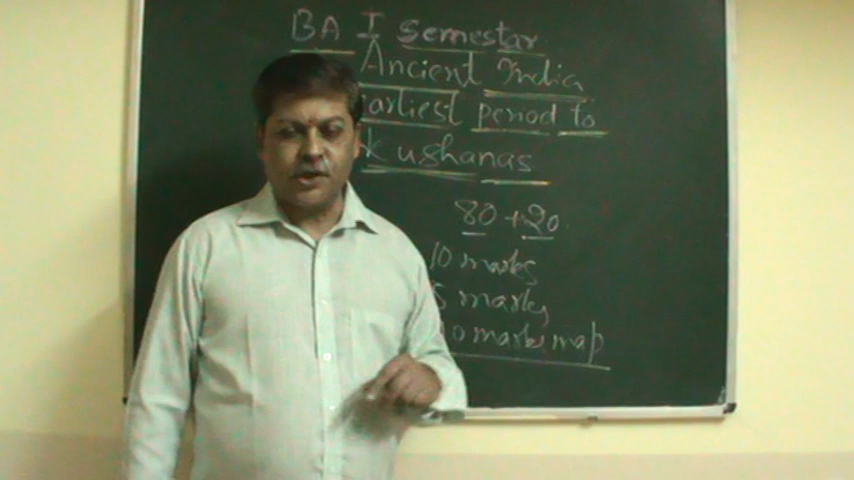 BA I Semestar
Ancient India
arliest period to
Kushanas
80 + 20
10 marks
5 marks
0 marks map